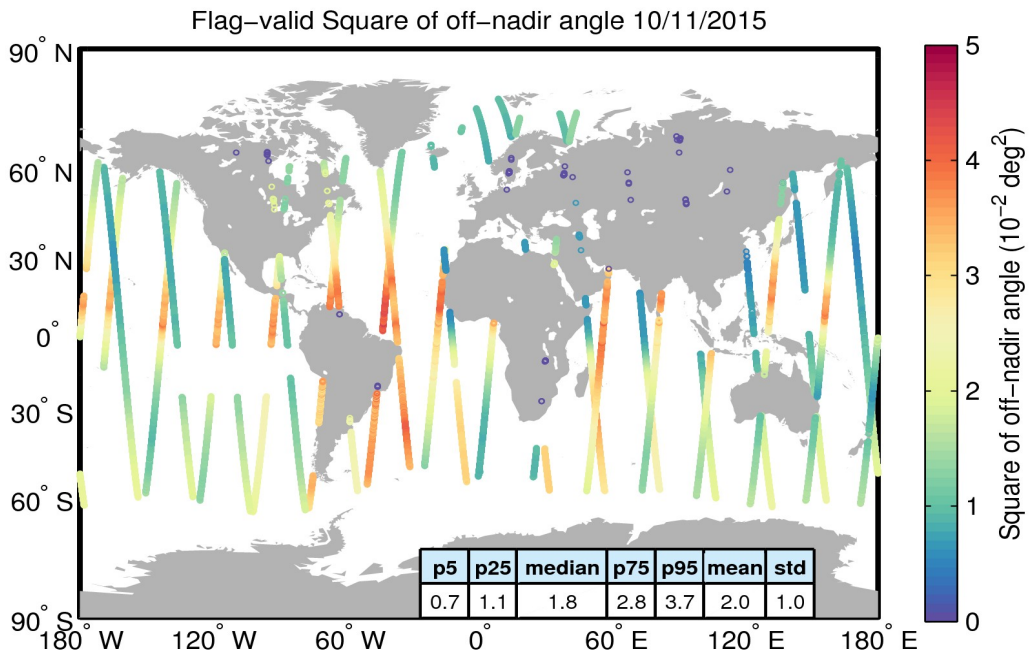 Flag−valid Square of off−nadir angle 10/11/2015
90° N
60° N
30° N
0°
30° S
60° S
90° S
180° W
120° W
60° W
0°
60° E
120° E
180° E
p5 p25 median p75 p95 mean std
0.7 1.1 1.8 2.8 3.7 2.0 1.0
5
4
3
2
1
0
Square of off−nadir angle (10⁻² deg²)